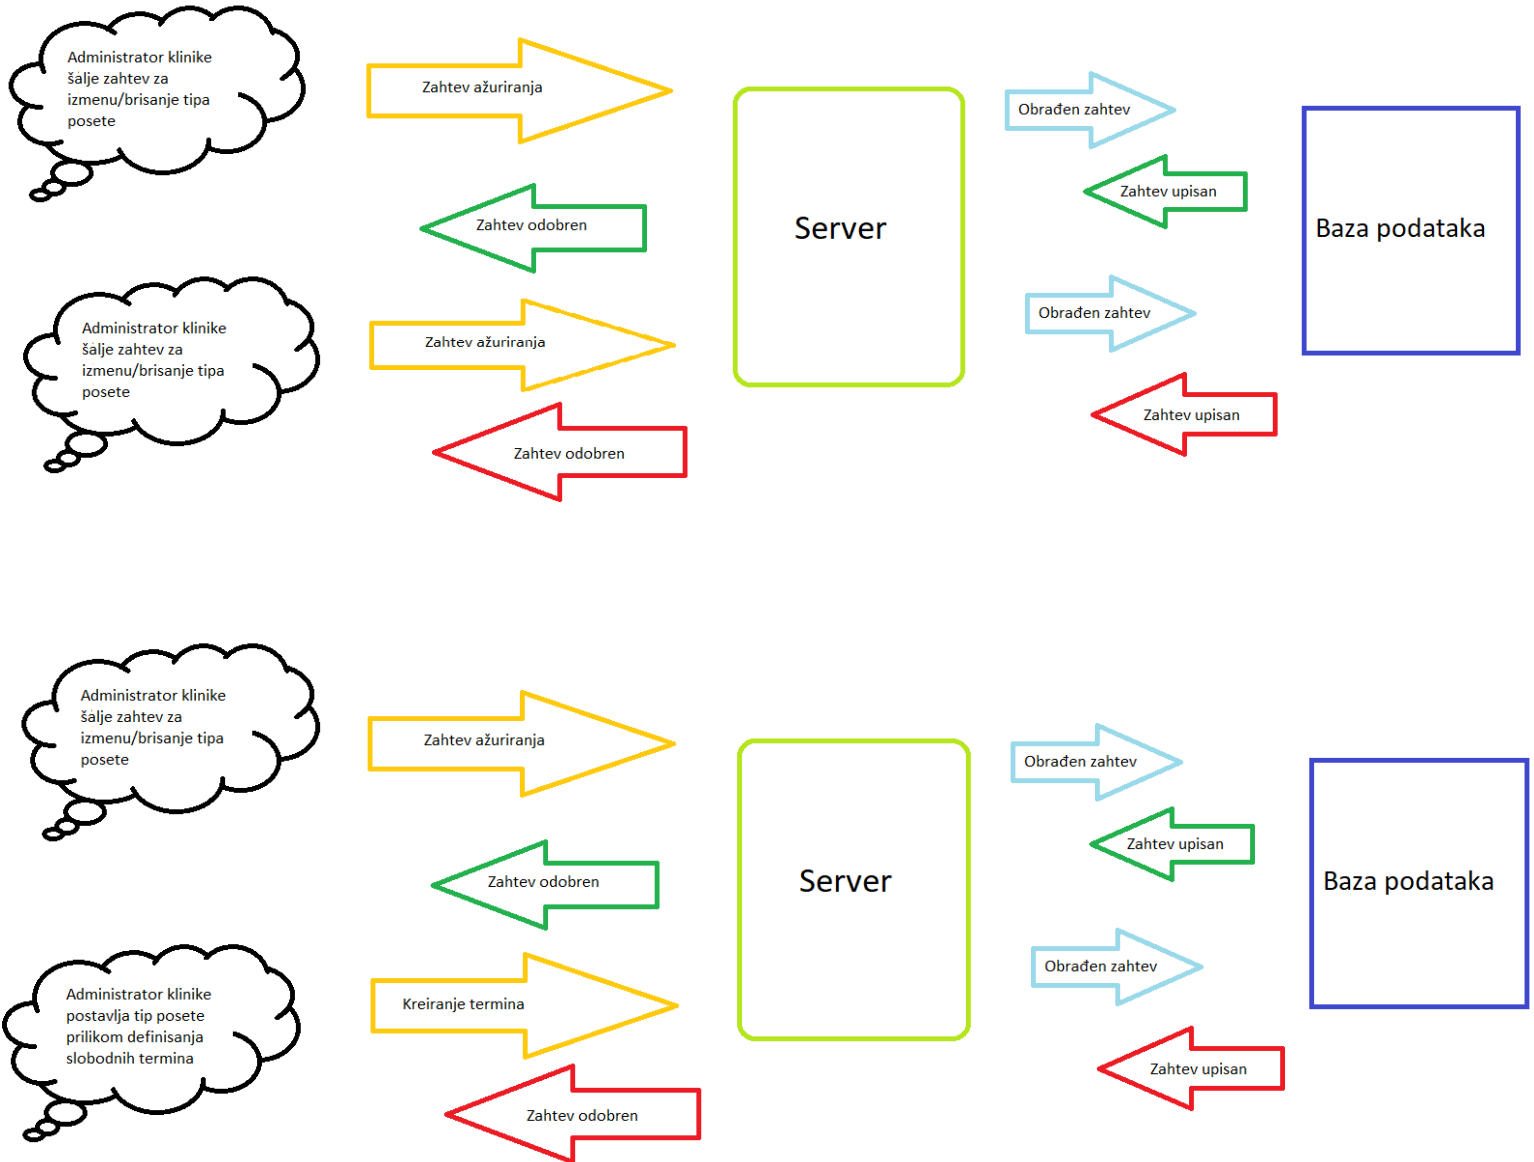 Administrator klinike
šalje zahtev za
izmenu/brisanje tipa
posete
Zahtev ažuriranja
Zahtev odobren
Server
Obrađen zahtev
Zahtev upisan
Baza podataka
Administrator klinike
šalje zahtev za
izmenu/brisanje tipa
posete
Zahtev ažuriranja
Zahtev odobren
Obrađen zahtev
Zahtev upisan
Administrator klinike
šalje zahtev za
izmenu/brisanje tipa
posete
Zahtev ažuriranja
Zahtev odobren
Server
Obrađen zahtev
Zahtev upisan
Baza podataka
Administrator klinike
postavlja tip posete
prilikom definisanja
slobodnih termina
Kreiranje termina
Zahtev odobren
Obrađen zahtev
Zahtev upisan